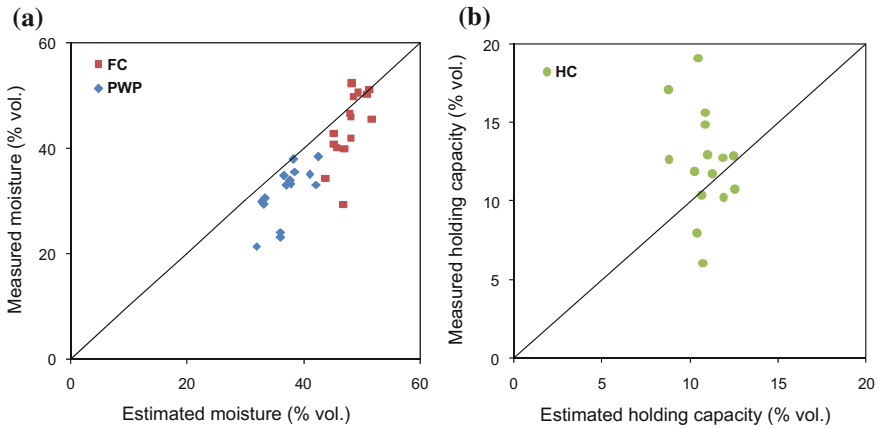 (a)
60
FC
PWP
40
20
0
0
20
40
60
Measured moisture (% vol.)
Estimated moisture (% vol.)
(b)
20
HC
15
10
5
0
0
5
10
15
20
Measured holding capacity (% vol.)
Estimated holding capacity (% vol.)